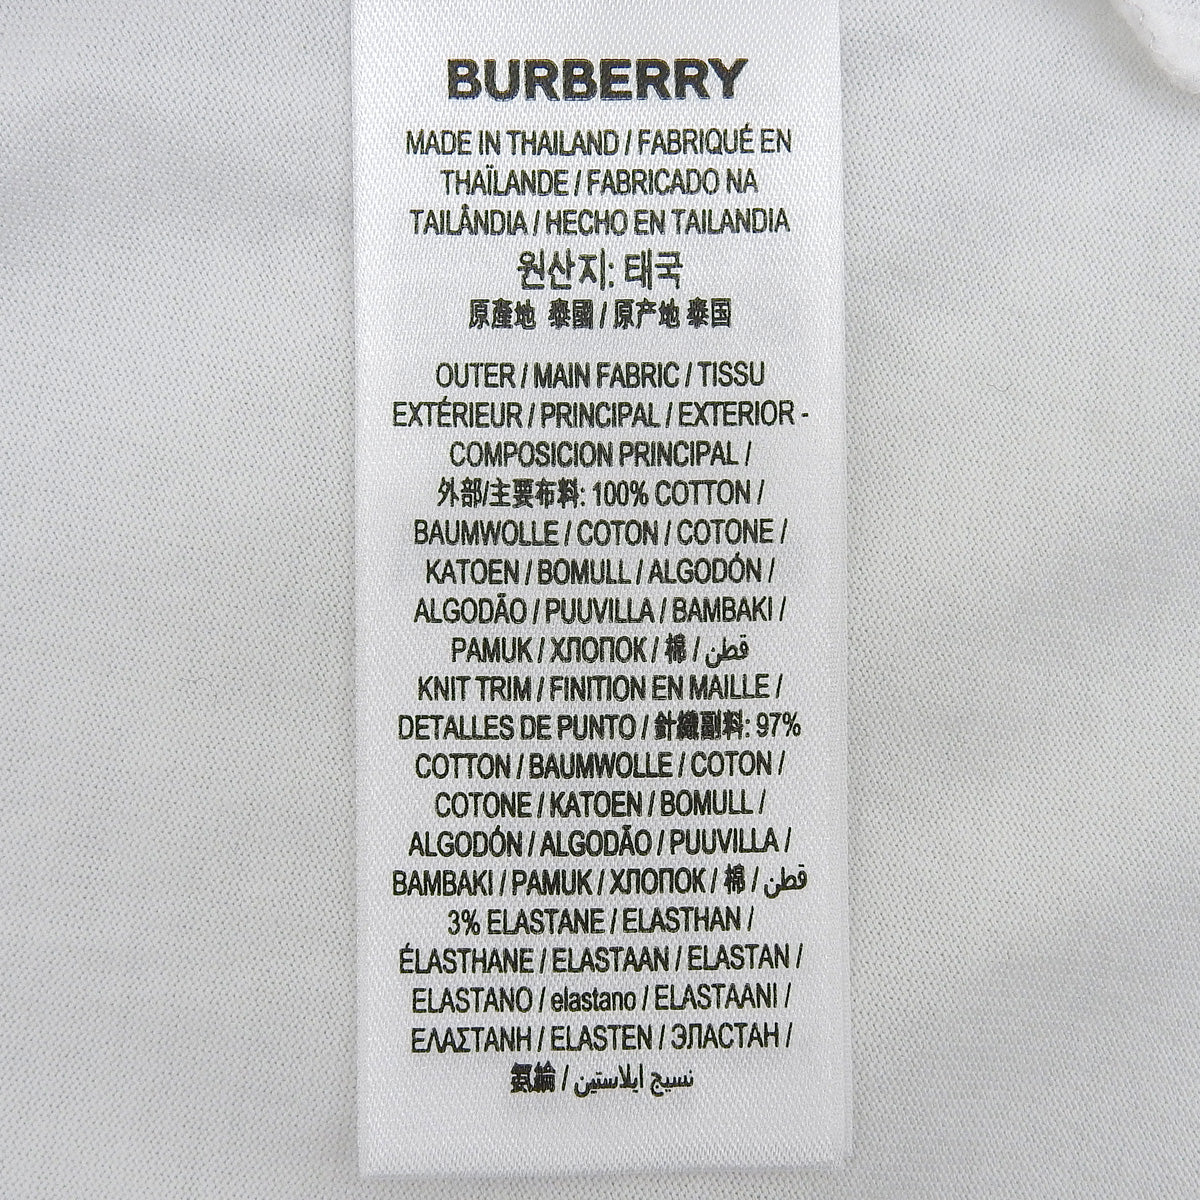 BURBERRY
MADE IN THAILAND / FABRIQUÉ EN
THAÏLANDE / FABRICADO NA
TAILÂNDIA / HECHO EN TAILANDIA
원산지: 태국
原產地 泰國 / 原产地 泰国
OUTER / MAIN FABRIC / TISSU
EXTÉRIEUR / PRINCIPAL / EXTERIOR -
COMPOSICION PRINCIPAL /
外部/主要布料: 100% COTTON /
BAUMWOLLE / COTON / COTONE /
KATOEN / BOMULL / ALGODÓN /
ALGODÃO / PUUVILLA / BAMBAKI /
PAMUK / ХЛОПОК / 棉 / قطن
KNIT TRIM / FINITION EN MAILLE /
DETALLES DE PUNTO / 針織副料: 97%
COTTON / BAUMWOLLE / COTON /
COTONE / KATOEN / BOMULL /
ALGODÓN / ALGODÃO / PUUVILLA /
BAMBAKI / PAMUK / ХЛОПОК / 棉 / قطن
3% ELASTANE / ELASTHAN /
ÉLASTHANE / ELASTAAN / ELASTAN /
ELASTANO / elastano / ELASTAANI /
ΕΛΑΣΤΑΝΗ / ELASTEN / ЭЛАСТАН /
氨綸 / نسيج ايلاستين